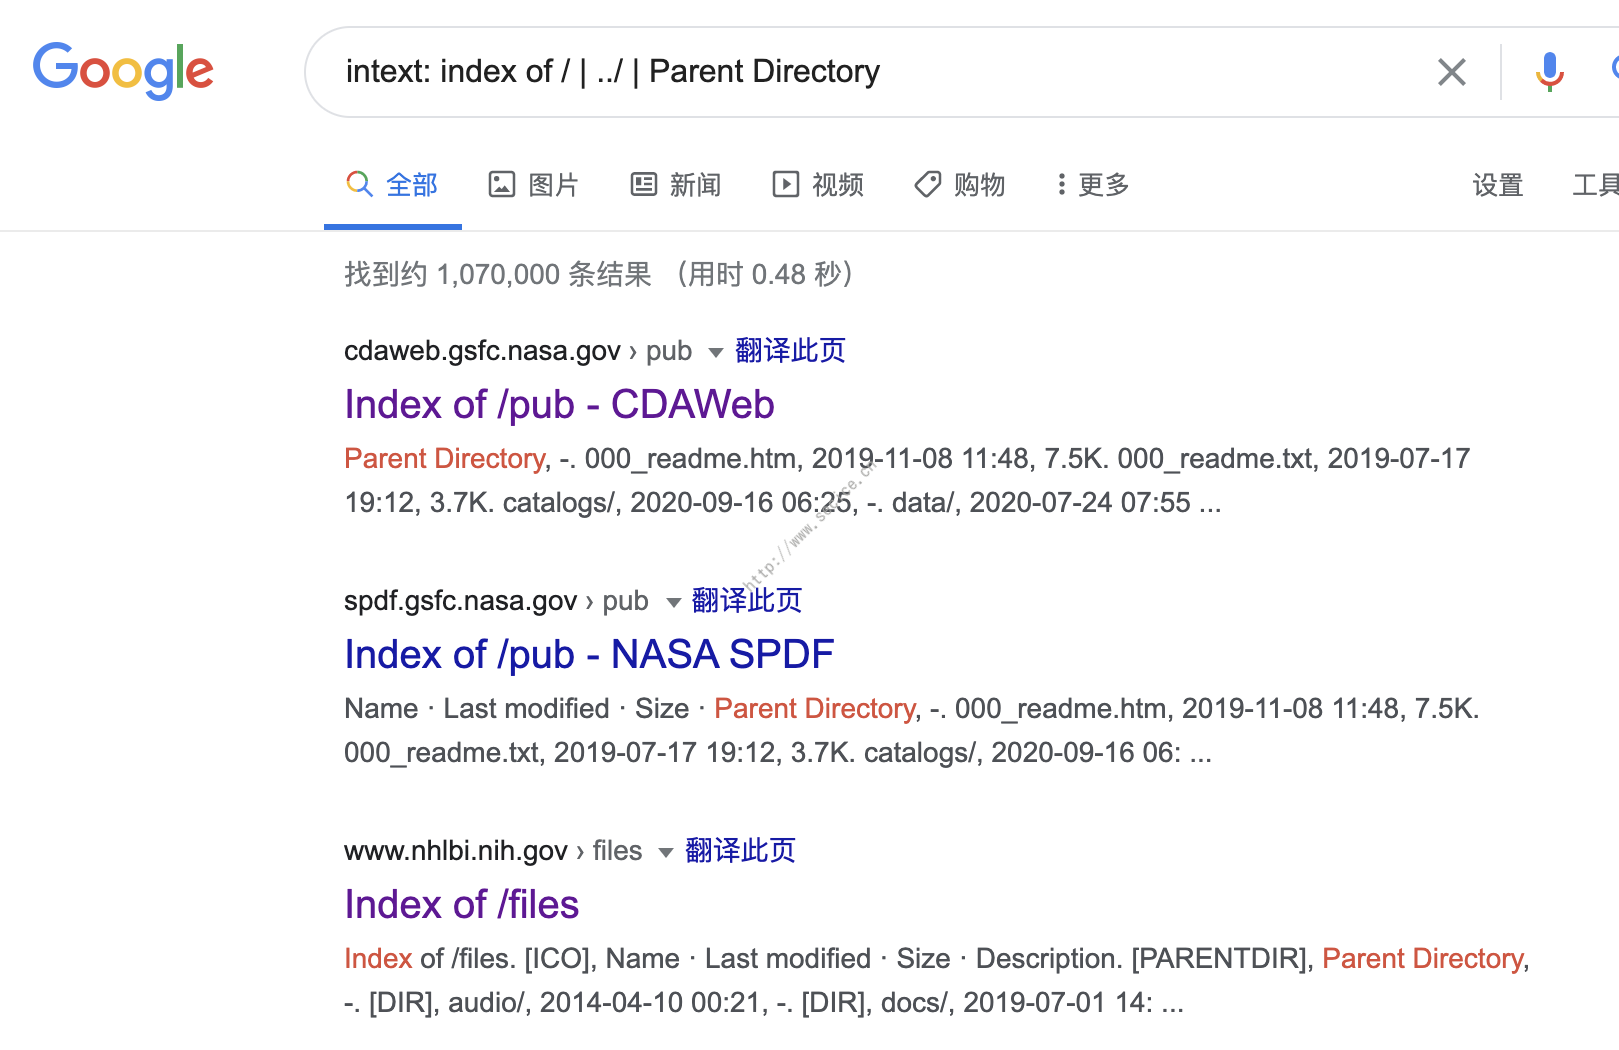 Google
intext: index of / | ../ | Parent Directory
全部 图片 新闻 视频 购物 更多 设置 工具
找到约 1,070,000 条结果 （用时 0.48 秒）
cdaweb.gsfc.nasa.gov › pub 翻译此页
Index of /pub - CDAWeb
Parent Directory, -. 000_readme.htm, 2019-11-08 11:48, 7.5K. 000_readme.txt, 2019-07-17
19:12, 3.7K. catalogs/, 2020-09-16 06:25, -. data/, 2020-07-24 07:55 ...
spdf.gsfc.nasa.gov › pub 翻译此页
Index of /pub - NASA SPDF
Name · Last modified · Size · Parent Directory, -. 000_readme.htm, 2019-11-08 11:48, 7.5K.
000_readme.txt, 2019-07-17 19:12, 3.7K. catalogs/, 2020-09-16 06: ...
www.nhlbi.nih.gov › files 翻译此页
Index of /files
Index of /files. [ICO], Name · Last modified · Size · Description. [PARENTDIR], Parent Directory,
-. [DIR], audio/, 2014-04-10 00:21, -. [DIR], docs/, 2019-07-01 14: ...